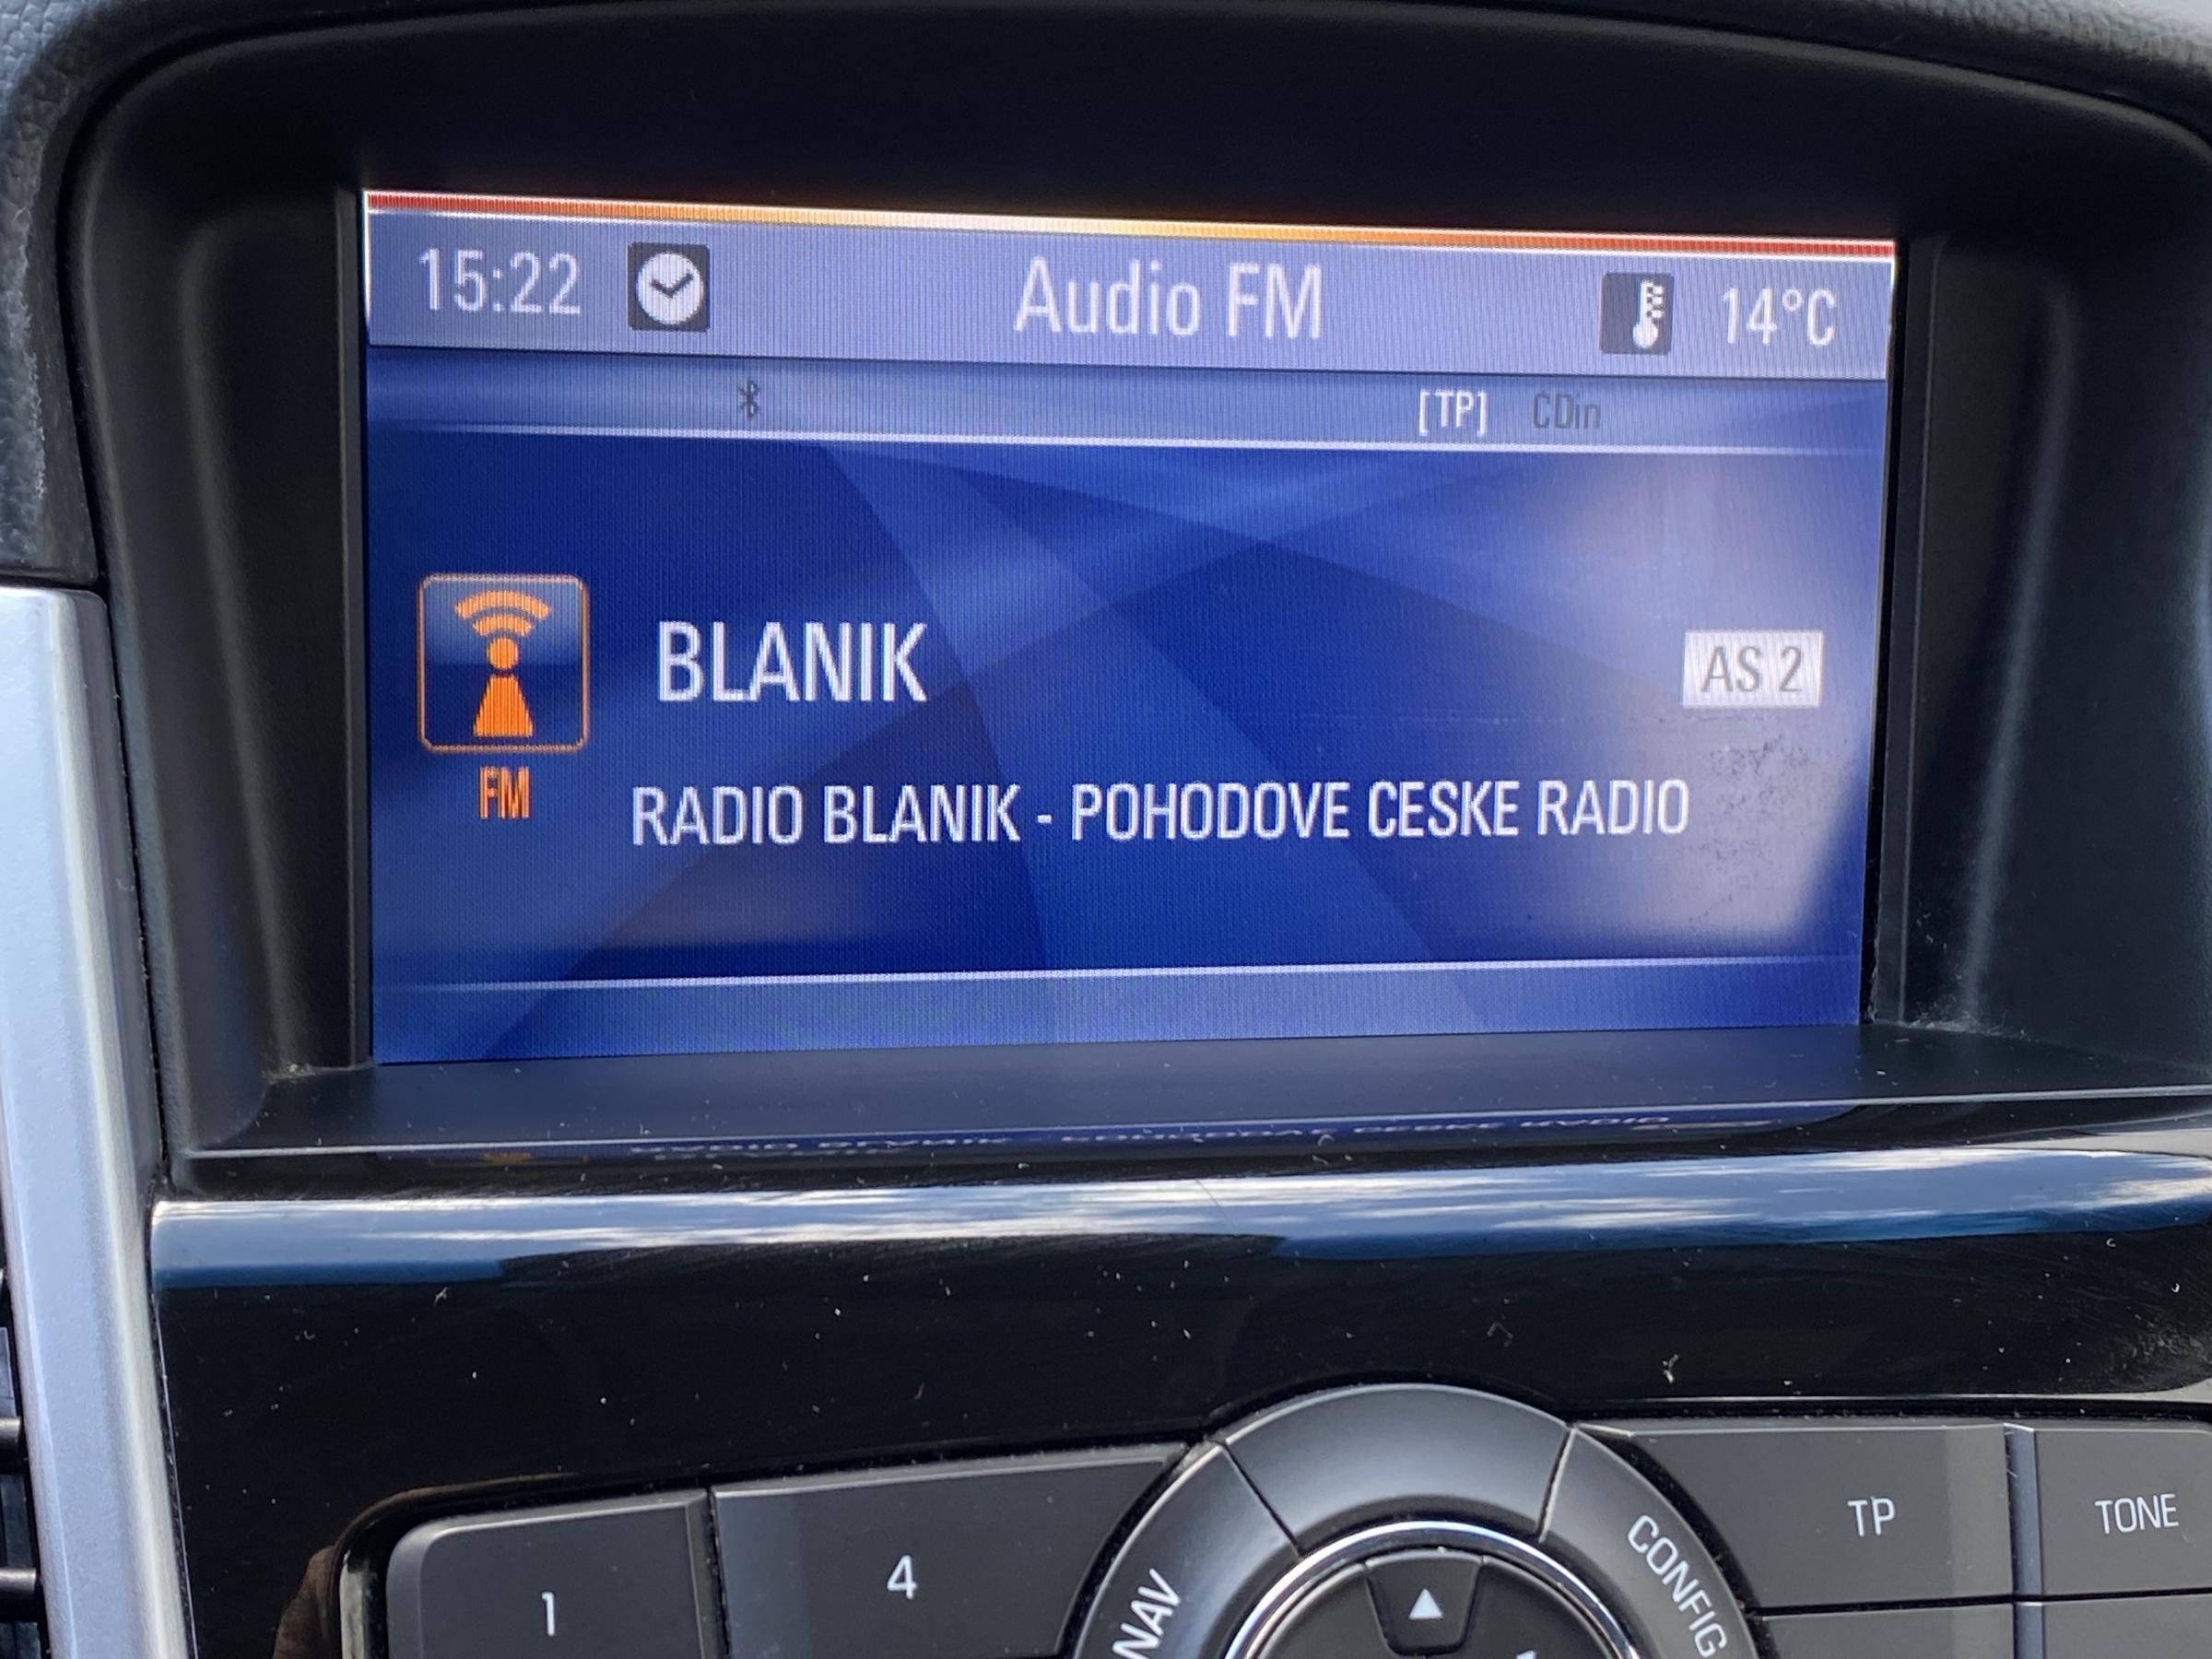 15:22 Audio FM 14°C
[TP] CDin
BLANIK AS 2
FM
RADIO BLANIK - POHODOVE CESKE RADIO
1 4 NAV CONFIG TP TONE